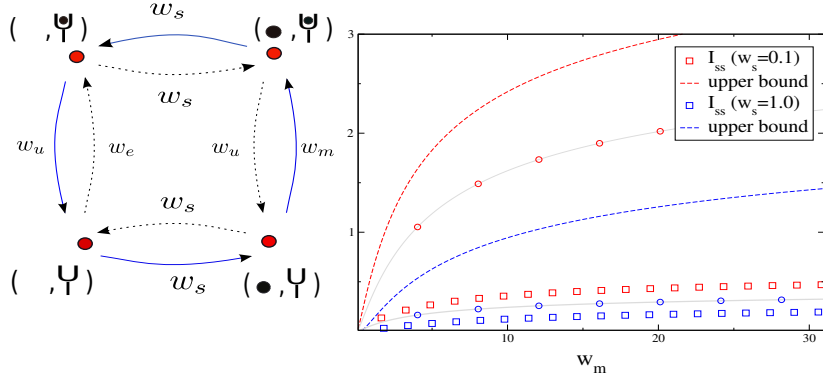 ( , ) w_s ( , )
w_s
w_u w_e w_u w_m
w_s
( , ) w_s ( , )
3
2
1
10 20 30
w_m
I_ss (w_s=0.1)
upper bound
I_ss (w_s=1.0)
upper bound